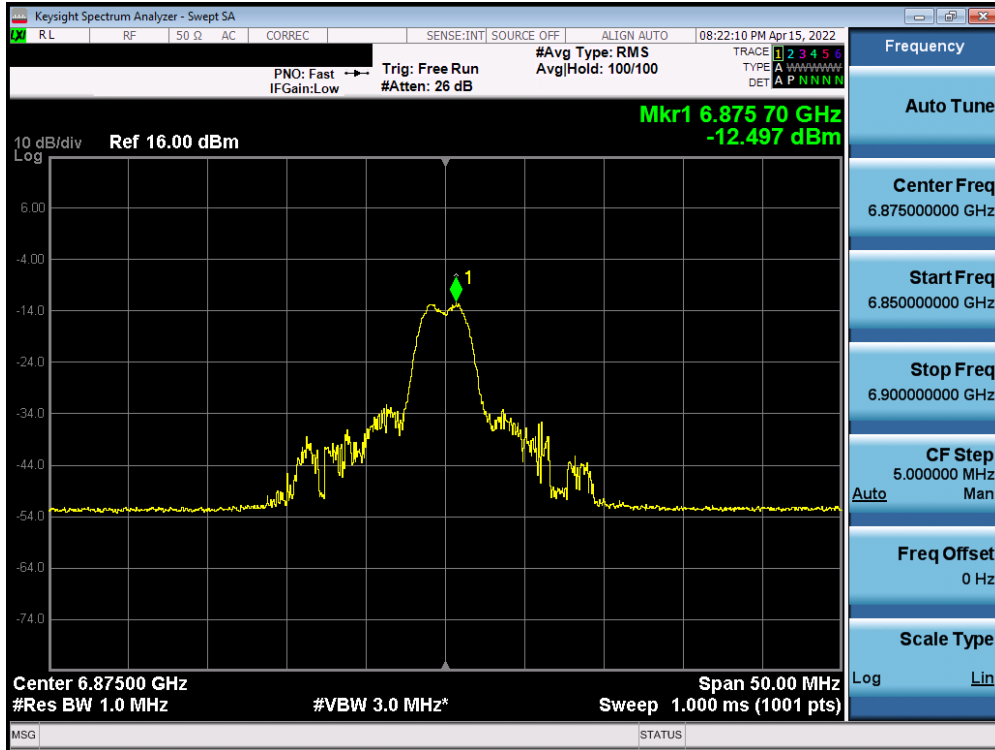 Keysight Spectrum Analyzer - Swept SA
LXI RL RF 50 Ω AC CORREC SENSE:INT SOURCE OFF ALIGN AUTO 08:22:10 PM Apr 15, 2022
PNO: Fast
IFGain:Low
Trig: Free Run
#Atten: 26 dB
#Avg Type: RMS
Avg|Hold: 100/100
TRACE 1 2 3 4 5 6
TYPE A WWWWW
DET A P N N N N
Mkr1 6.875 70 GHz
-12.497 dBm
10 dB/div Ref 16.00 dBm
Log
6.00
-4.00
1
-14.0
-24.0
-34.0
-44.0
-54.0
-64.0
-74.0
Center 6.87500 GHz
Span 50.00 MHz
#Res BW 1.0 MHz
#VBW 3.0 MHz*
Sweep 1.000 ms (1001 pts)
MSG
STATUS
Frequency
Auto Tune
Center Freq
6.875000000 GHz
Start Freq
6.850000000 GHz
Stop Freq
6.900000000 GHz
CF Step
5.000000 MHz
Auto Man
Freq Offset
0 Hz
Scale Type
Log Lin